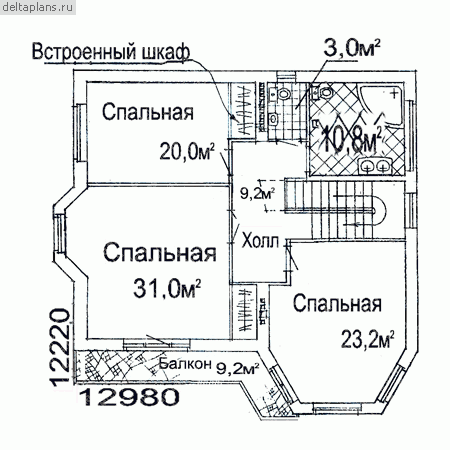 deltaplans.ru
Встроенный шкаф
3,0м²
Спальная
20,0м²
10,8м²
9,2м²
Холл
Спальная
31,0м²
Спальная
23,2м²
Балкон 9,2м²
12220
12980